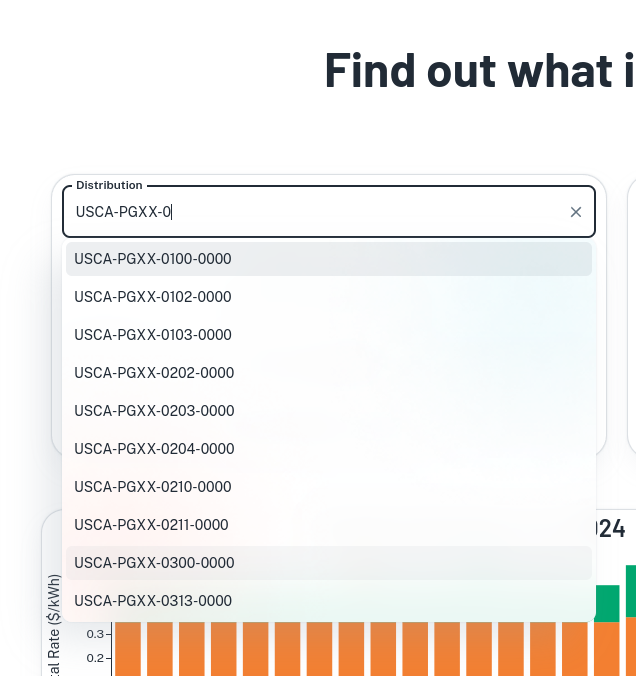 Find out what i
Distribution
USCA-PGXX-0
USCA-PGXX-0100-0000
USCA-PGXX-0102-0000
USCA-PGXX-0103-0000
USCA-PGXX-0202-0000
USCA-PGXX-0203-0000
USCA-PGXX-0204-0000
USCA-PGXX-0210-0000
USCA-PGXX-0211-0000
USCA-PGXX-0300-0000
USCA-PGXX-0313-0000
024
tal Rate ($/kWh)
0.3
0.2